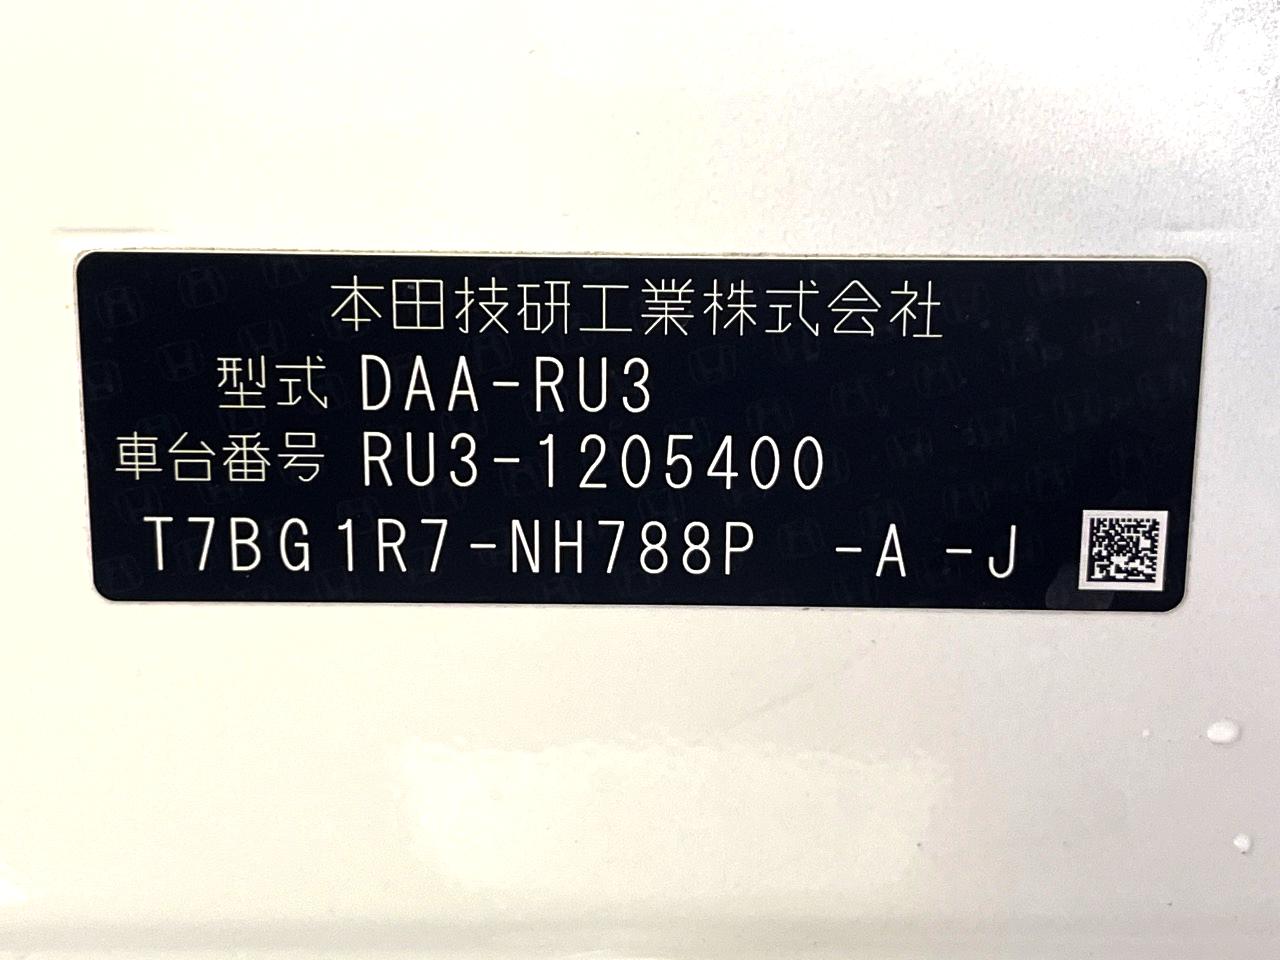 本田技研工業株式会社
型式 DAA-RU3
車台番号 RU3-1205400
T7BG1R7-NH788P -A -J